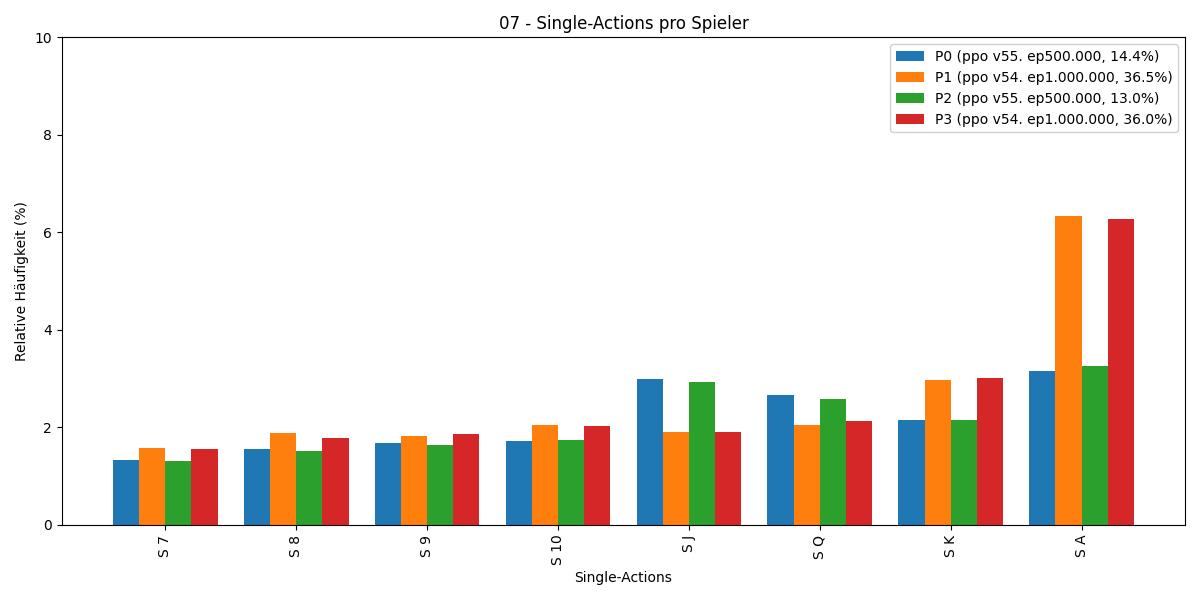 07 - Single-Actions pro Spieler
P0 (ppo v55. ep500.000, 14.4%)
P1 (ppo v54. ep1.000.000, 36.5%)
P2 (ppo v55. ep500.000, 13.0%)
P3 (ppo v54. ep1.000.000, 36.0%)
Relative Häufigkeit (%)
10
8
6
4
2
0
S 7
S 8
S 9
S 10
S J
S Q
S K
S A
Single-Actions